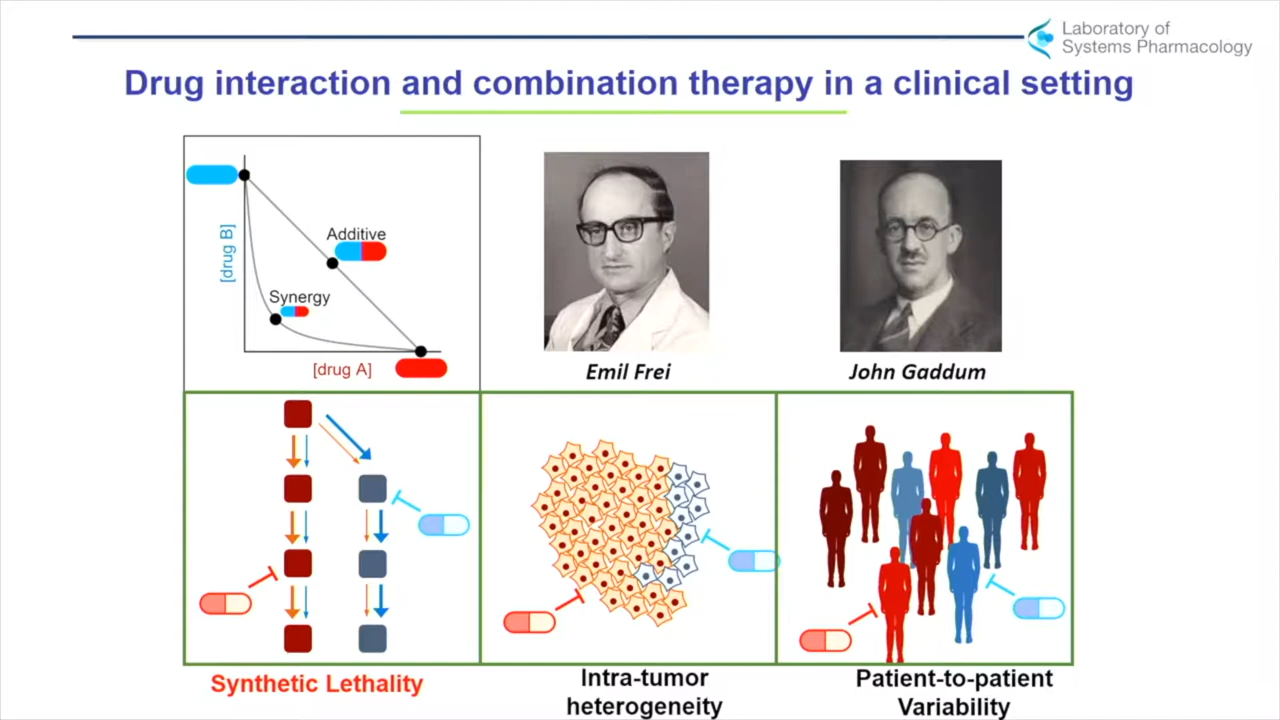 Laboratory of
Systems Pharmacology
Drug interaction and combination therapy in a clinical setting
Additive
[drug B]
Synergy
[drug A]
Emil Frei
John Gaddum
Synthetic Lethality
Intra-tumor
heterogeneity
Patient-to-patient
Variability